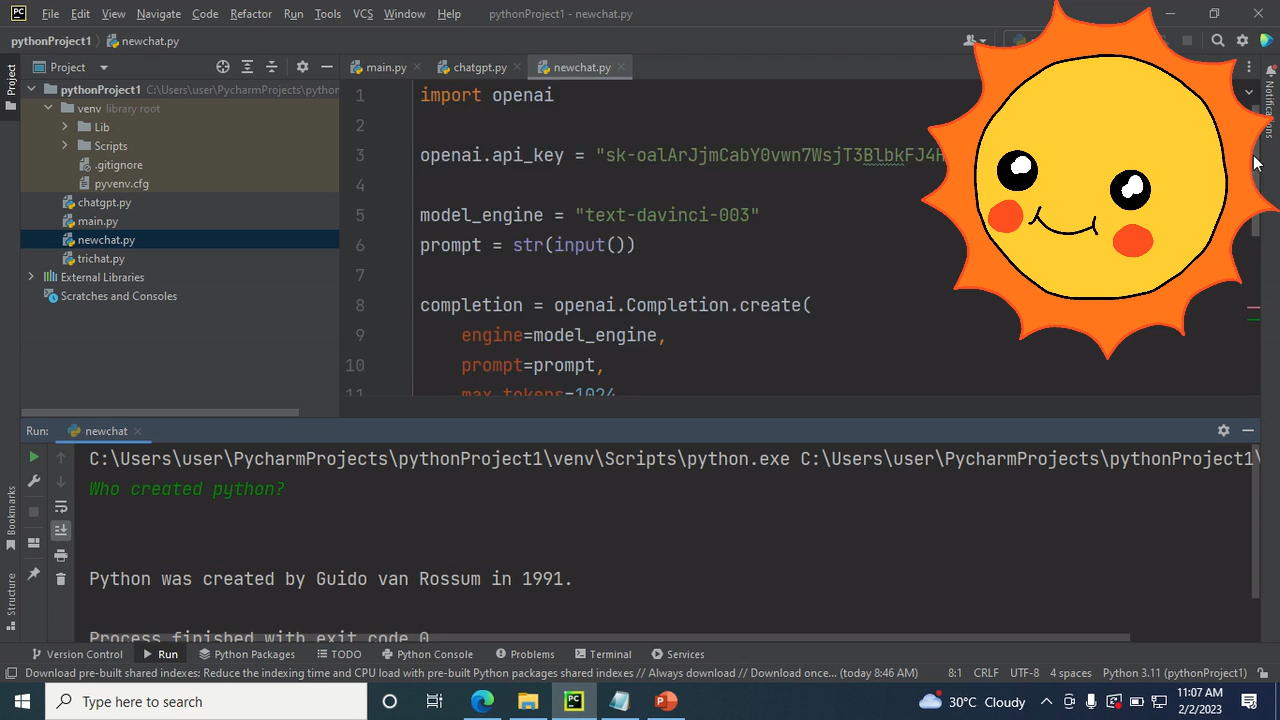 PC File Edit View Navigate Code Refactor Run Tools VCS Window Help pythonProject1 - newchat.py
pythonProject1 newchat.py
Project
Project
main.py chatgpt.py newchat.py
pythonProject1 C:\Users\user\PycharmProjects\python
venv library root
Lib
Scripts
.gitignore
pyvenv.cfg
chatgpt.py
main.py
newchat.py
trichat.py
External Libraries
Scratches and Consoles
1 import openai
2
3 openai.api_key = "sk-oalArJjmCabY0vwn7WsjT3BlbkFJ4H
4
5 model_engine = "text-davinci-003"
6 prompt = str(input())
7
8 completion = openai.Completion.create(
9 engine=model_engine,
10 prompt=prompt,
11 max_tokens=1024
Notifications
Run: newchat
C:\Users\user\PycharmProjects\pythonProject1\venv\Scripts\python.exe C:\Users\user\PycharmProjects\pythonProject1\
Who created python?
Python was created by Guido van Rossum in 1991.
Process finished with exit code 0
Bookmarks
Structure
Version Control Run Python Packages TODO Python Console Problems Terminal Services
Download pre-built shared indexes: Reduce the indexing time and CPU load with pre-built Python packages shared indexes // Always download // Download once... (today 8:46 AM) 8:1 CRLF UTF-8 4 spaces Python 3.11 (pythonProject1)
Type here to search
PC
30°C Cloudy
11:07 AM
2/2/2023